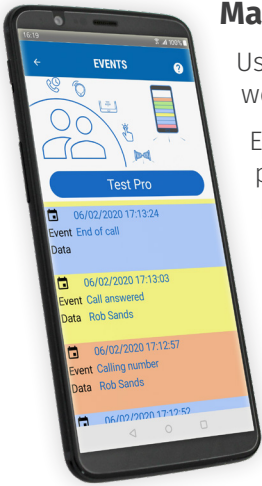 Ma
Us
we
E
p
16:19
100%
EVENTS
?
Test Pro
06/02/2020 17:13:24
Event End of call
Data
06/02/2020 17:13:03
Event Call answered
Data Rob Sands
06/02/2020 17:12:57
Event Calling number
Data Rob Sands
06/02/2020 17:12:52